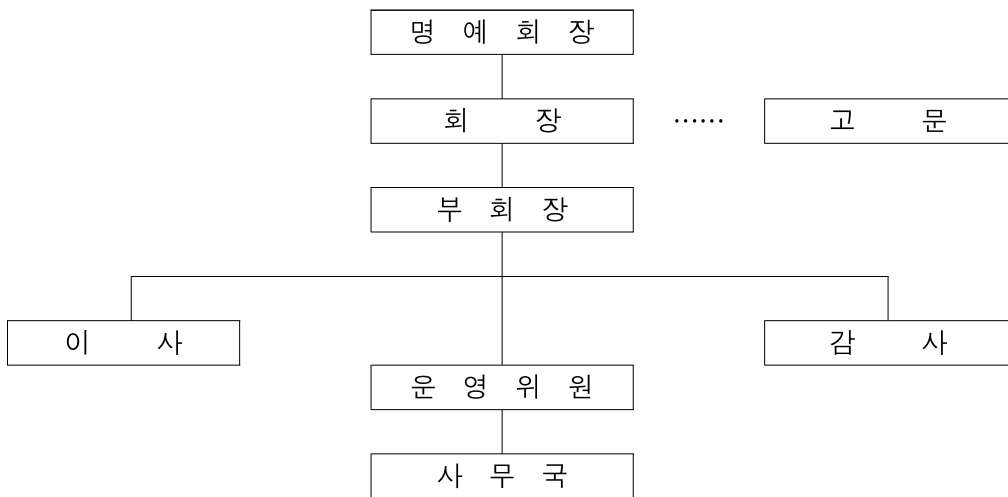 명 예 회 장
회 장 …… 고 문
부 회 장
이 사 감 사
운 영 위 원
사 무 국